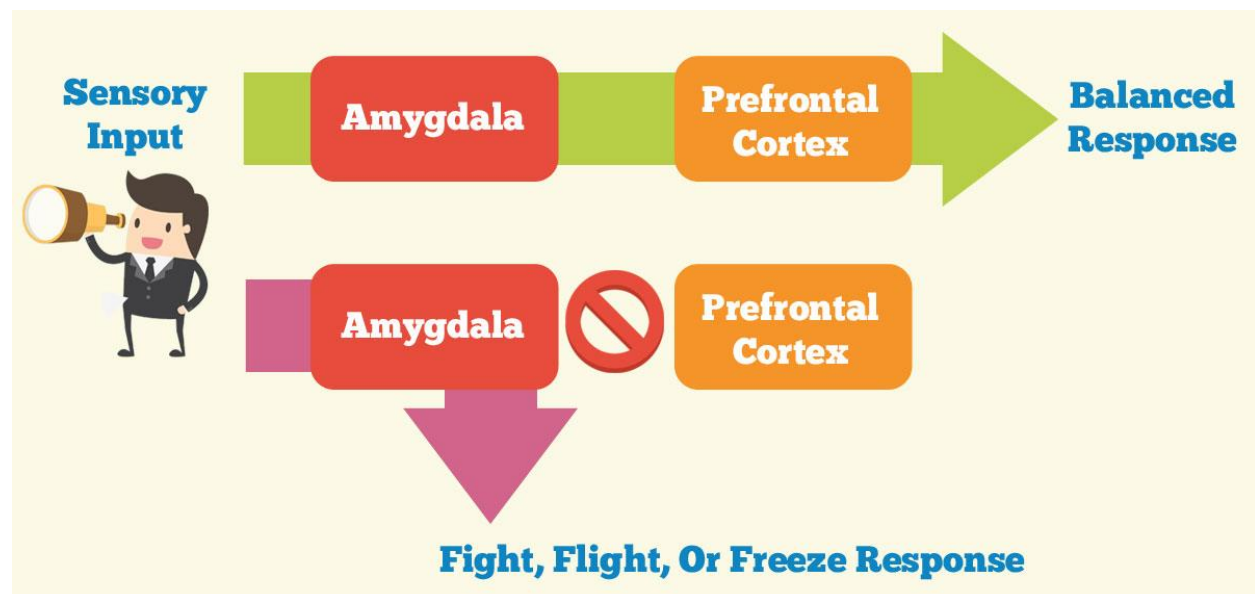 Sensory
Input
Amygdala
Prefrontal
Cortex
Balanced
Response
Amygdala
Prefrontal
Cortex
Fight, Flight, Or Freeze Response